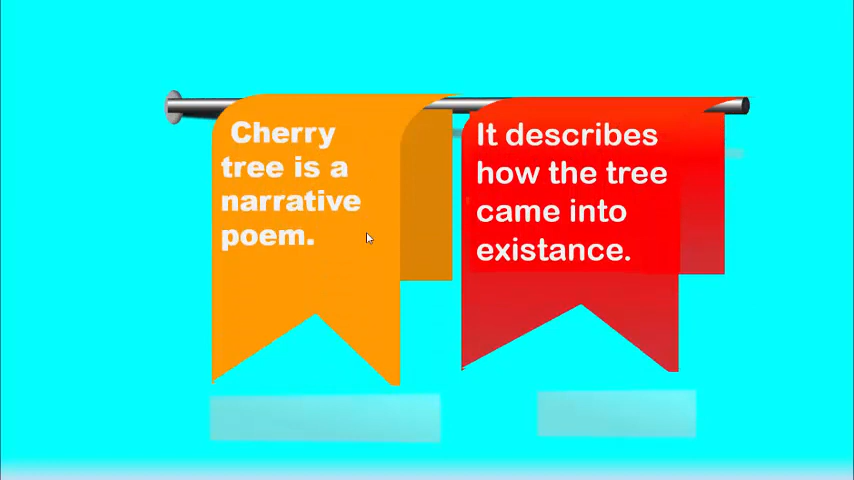 Cherry
tree is a
narrative
poem.
It describes
how the tree
came into
existance.